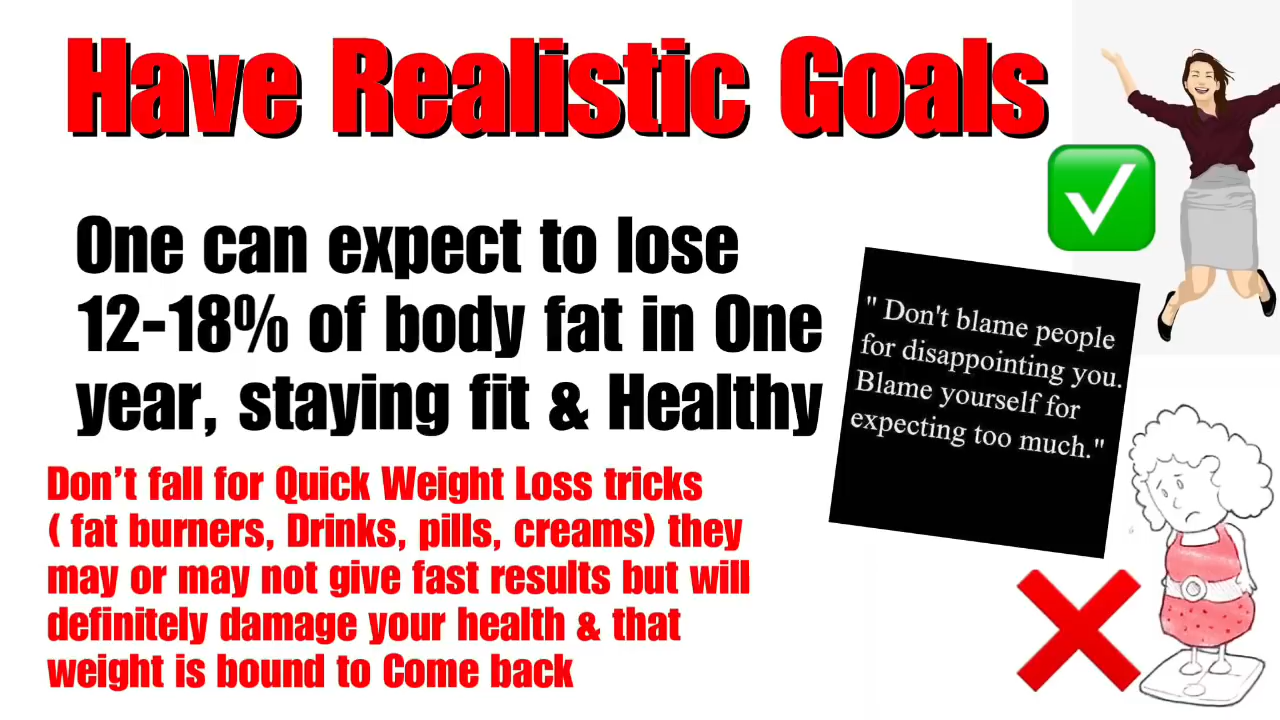 Have Realistic Goals
One can expect to lose
12-18% of body fat in One
year, staying fit & Healthy
" Don't blame people
for disappointing you.
Blame yourself for
expecting too much."
Don't fall for Quick Weight Loss tricks
( fat burners, Drinks, pills, creams) they
may or may not give fast results but will
definitely damage your health & that
weight is bound to Come back